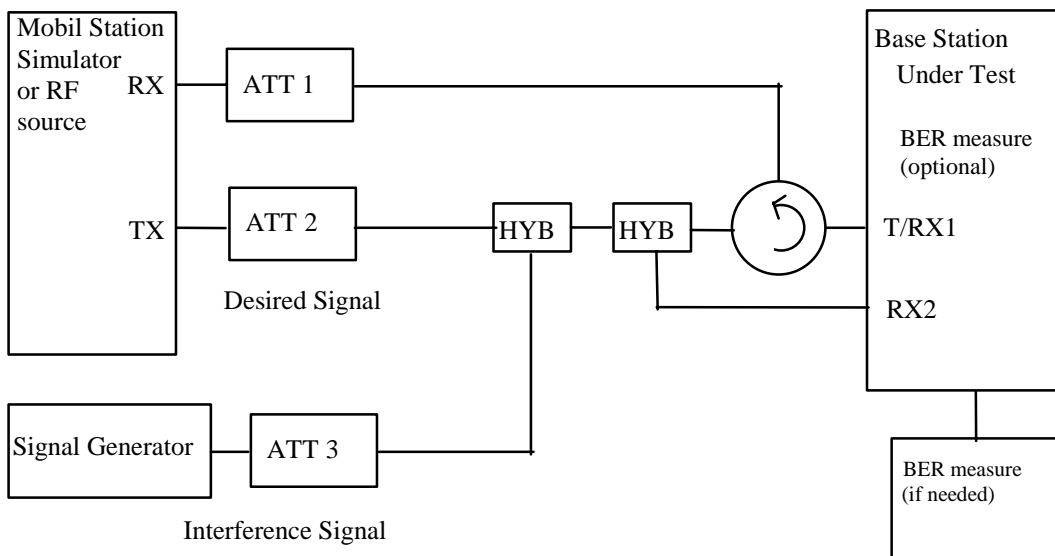 Mobil Station
Simulator
or RF
source
RX
TX
ATT 1
ATT 2
Desired Signal
HYB
HYB
Base Station
Under Test
BER measure
(optional)
T/RX1
RX2
Signal Generator
ATT 3
Interference Signal
BER measure
(if needed)